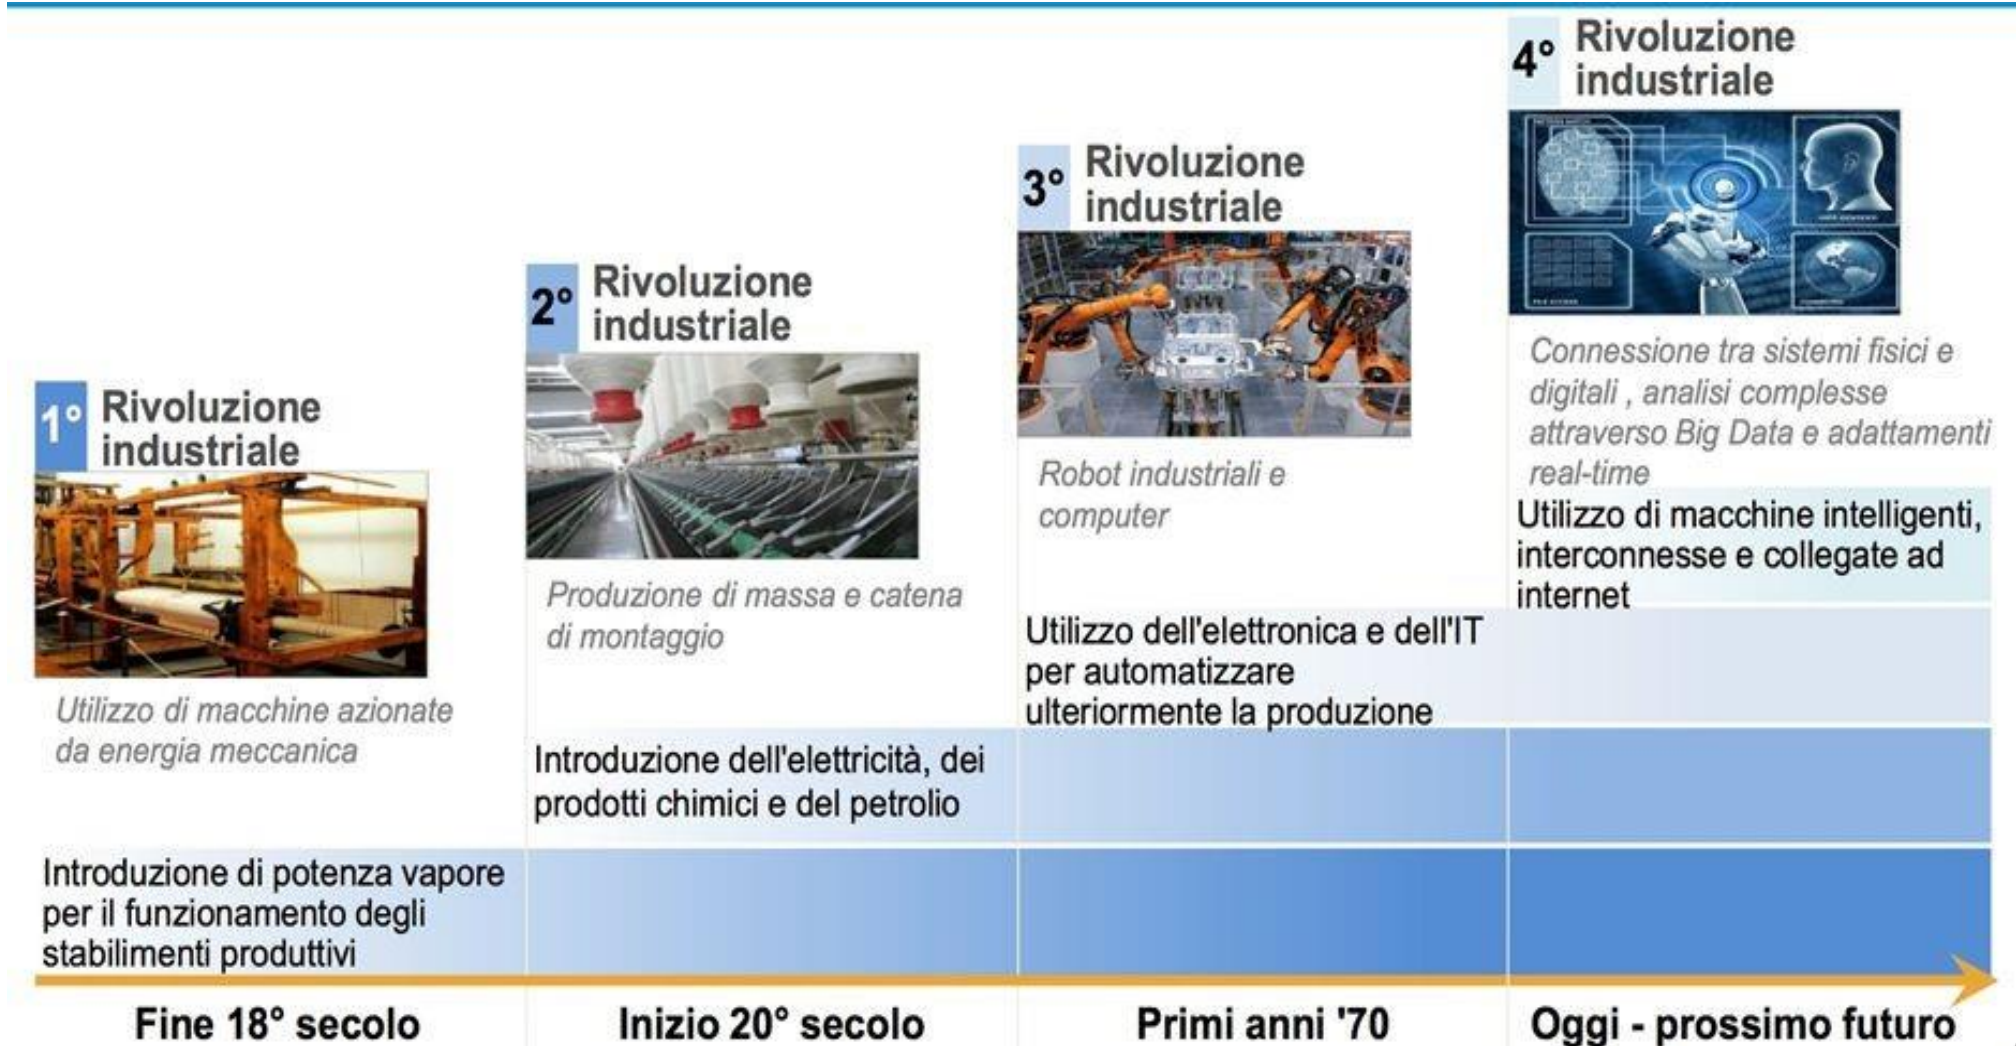 1° Rivoluzione
industriale
Utilizzo di macchine azionate
da energia meccanica
Introduzione di potenza vapore
per il funzionamento degli
stabilimenti produttivi
Fine 18° secolo
2° Rivoluzione
industriale
Produzione di massa e catena
di montaggio
Introduzione dell'elettricità, dei
prodotti chimici e del petrolio
Inizio 20° secolo
3° Rivoluzione
industriale
Robot industriali e
computer
Utilizzo dell'elettronica e dell'IT
per automatizzare
ulteriormente la produzione
Primi anni '70
4° Rivoluzione
industriale
Connessione tra sistemi fisici e
digitali , analisi complesse
attraverso Big Data e adattamenti
real-time
Utilizzo di macchine intelligenti,
interconnesse e collegate ad
internet
Oggi - prossimo futuro